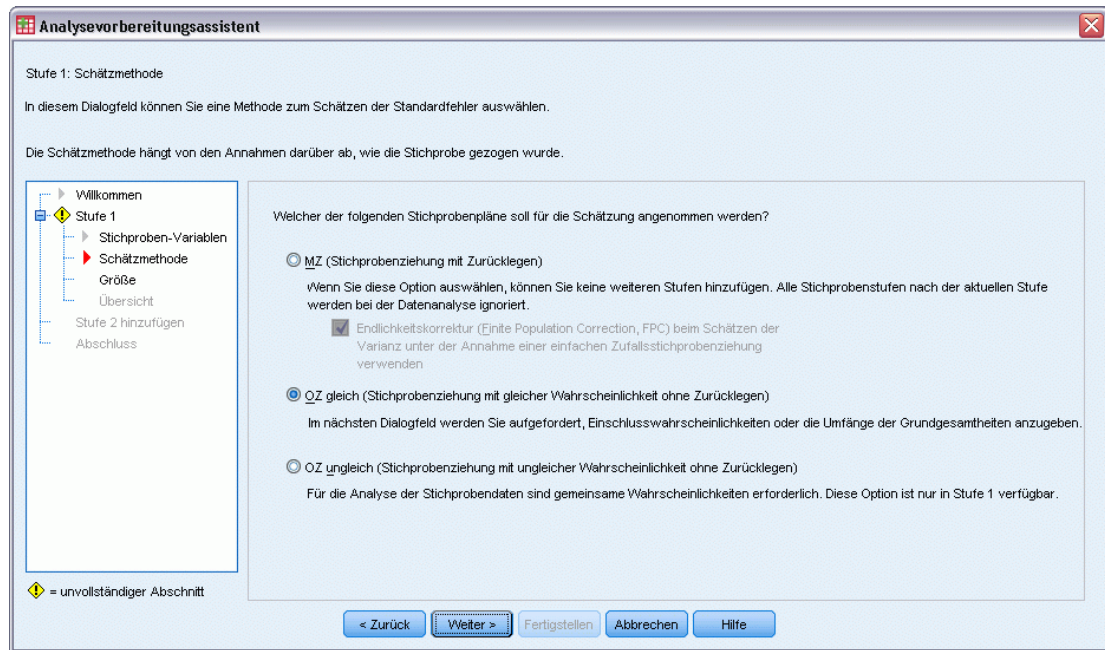 Analysevorbereitungsassistent
Stufe 1: Schätzmethode
In diesem Dialogfeld können Sie eine Methode zum Schätzen der Standardfehler auswählen.
Die Schätzmethode hängt von den Annahmen darüber ab, wie die Stichprobe gezogen wurde.
Willkommen
Stufe 1
Stichproben-Variablen
Schätzmethode
Größe
Übersicht
Stufe 2 hinzufügen
Abschluss
! = unvollständiger Abschnitt
Welcher der folgenden Stichprobenpläne soll für die Schätzung angenommen werden?
MZ (Stichprobenziehung mit Zurücklegen)
Wenn Sie diese Option auswählen, können Sie keine weiteren Stufen hinzufügen. Alle Stichprobenstufen nach der aktuellen Stufe
werden bei der Datenanalyse ignoriert.
Endlichkeitskorrektur (Finite Population Correction, FPC) beim Schätzen der
Varianz unter der Annahme einer einfachen Zufallsstichprobenziehung
verwenden
OZ gleich (Stichprobenziehung mit gleicher Wahrscheinlichkeit ohne Zurücklegen)
Im nächsten Dialogfeld werden Sie aufgefordert, Einschlusswahrscheinlichkeiten oder die Umfänge der Grundgesamtheiten anzugeben.
OZ ungleich (Stichprobenziehung mit ungleicher Wahrscheinlichkeit ohne Zurücklegen)
Für die Analyse der Stichprobendaten sind gemeinsame Wahrscheinlichkeiten erforderlich. Diese Option ist nur in Stufe 1 verfügbar.
< Zurück Weiter > Fertigstellen Abbrechen Hilfe